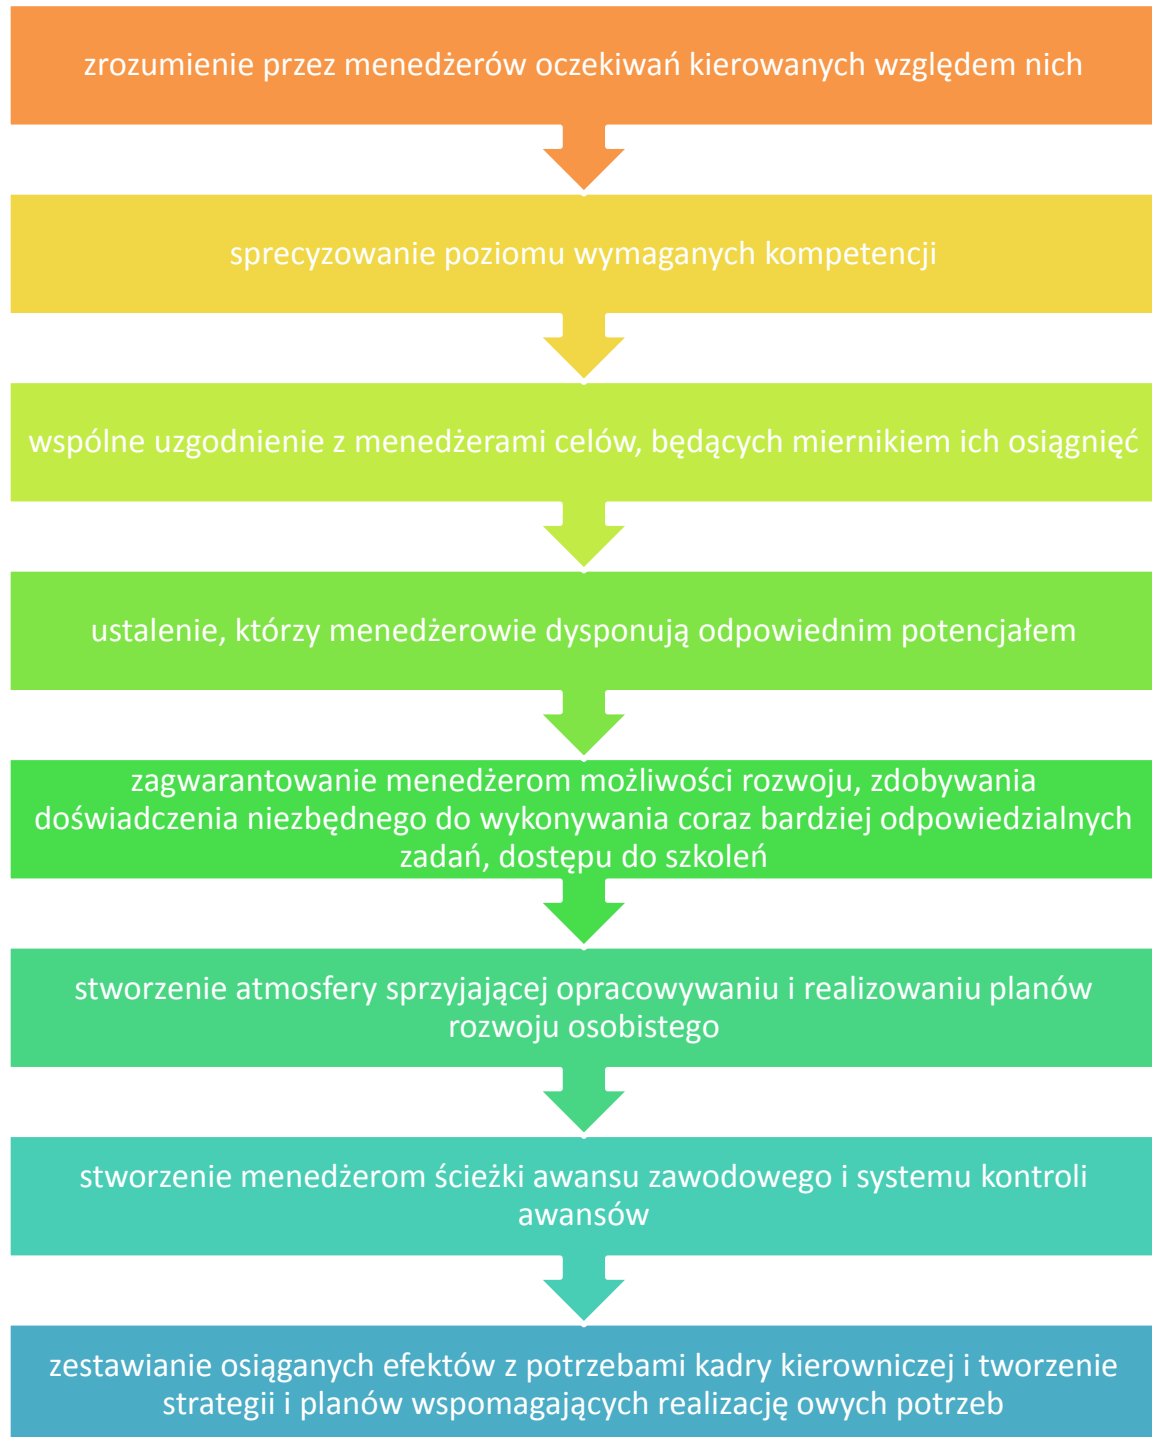 zrozumienie przez menedżerów oczekiwań kierowanych względem nich
sprecyzowanie poziomu wymaganych kompetencji
wspólne uzgodnienie z menedżerami celów, będących miernikiem ich osiągnięć
ustalenie, którzy menedżerowie dysponują odpowiednim potencjałem
zagwarantowanie menedżerom możliwości rozwoju, zdobywania
doświadczenia niezbędnego do wykonywania coraz bardziej odpowiedzialnych
zadań, dostępu do szkoleń
stworzenie atmosfery sprzyjającej opracowywaniu i realizowaniu planów
rozwoju osobistego
stworzenie menedżerom ścieżki awansu zawodowego i systemu kontroli
awansów
zestawianie osiąganych efektów z potrzebami kadry kierowniczej i tworzenie
strategii i planów wspomagających realizację owych potrzeb